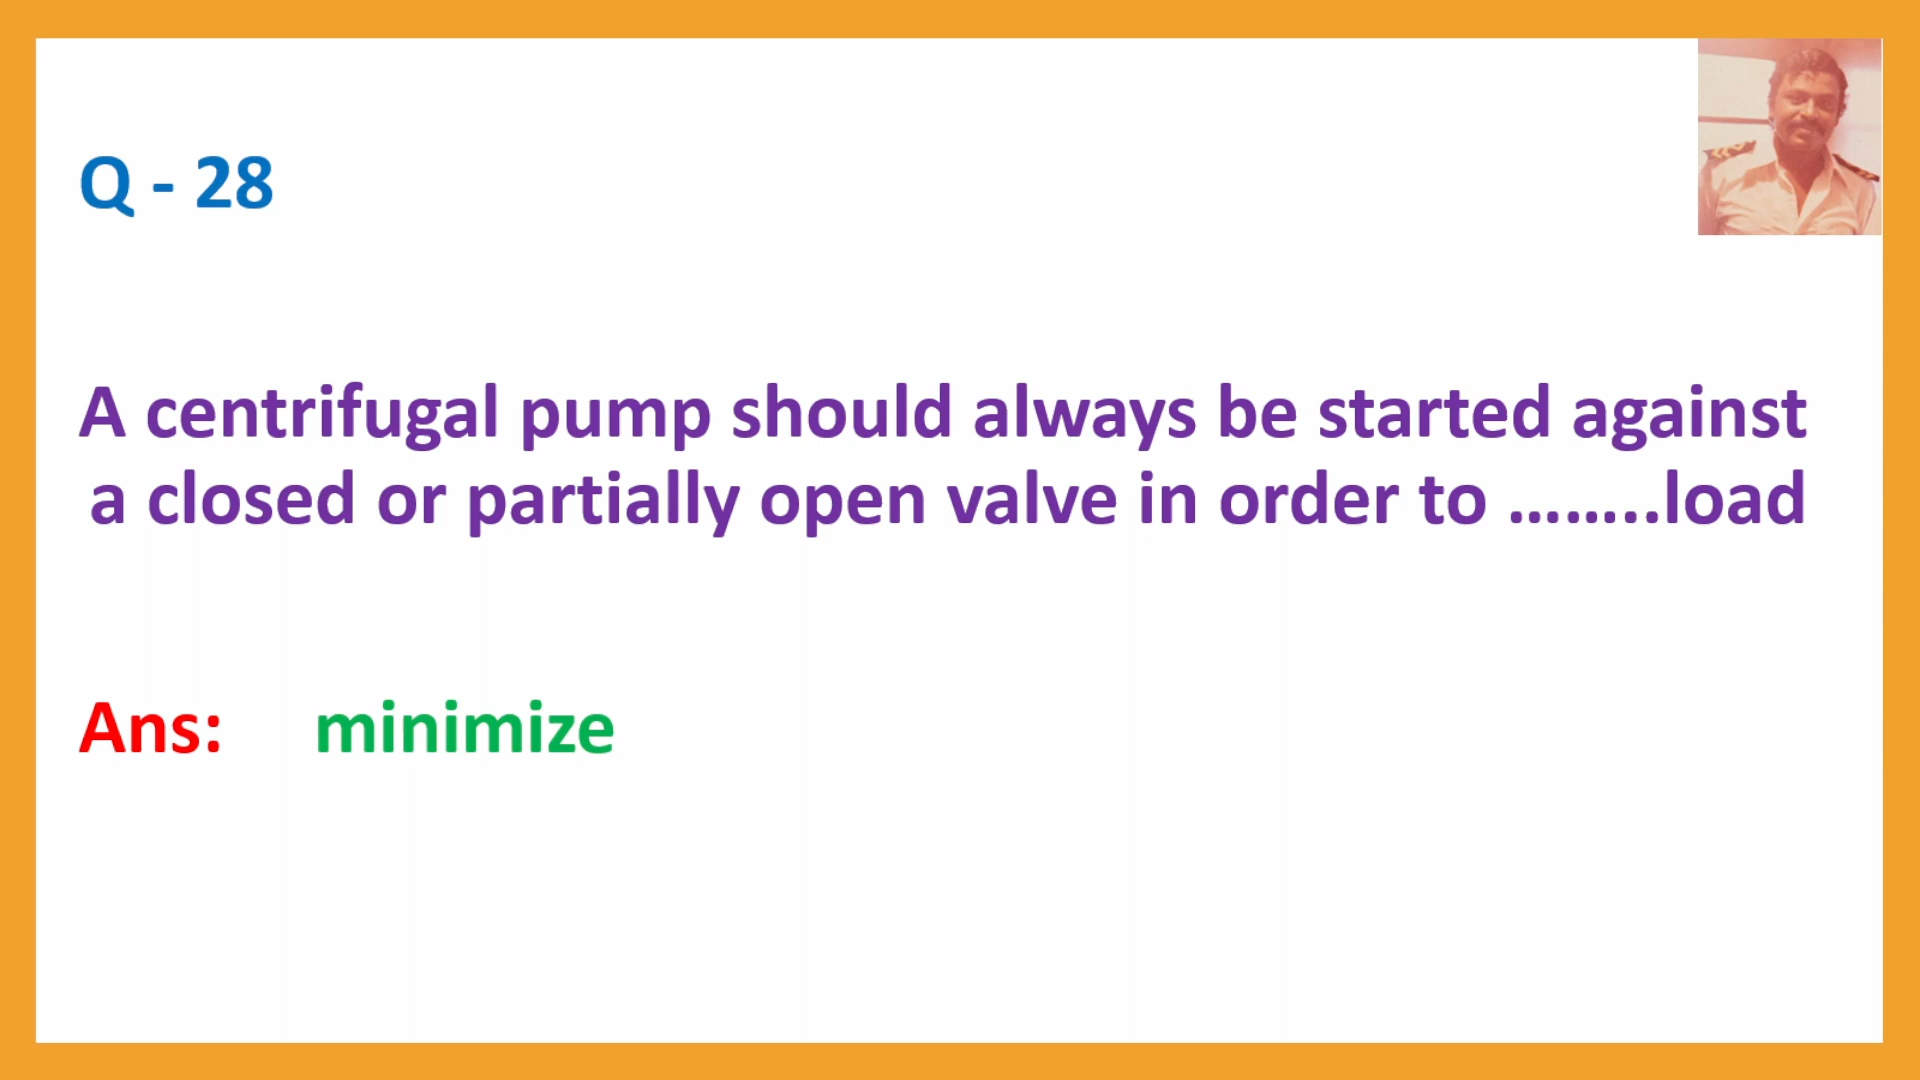 Q - 28
A centrifugal pump should always be started against
a closed or partially open valve in order to ……..load
Ans: minimize